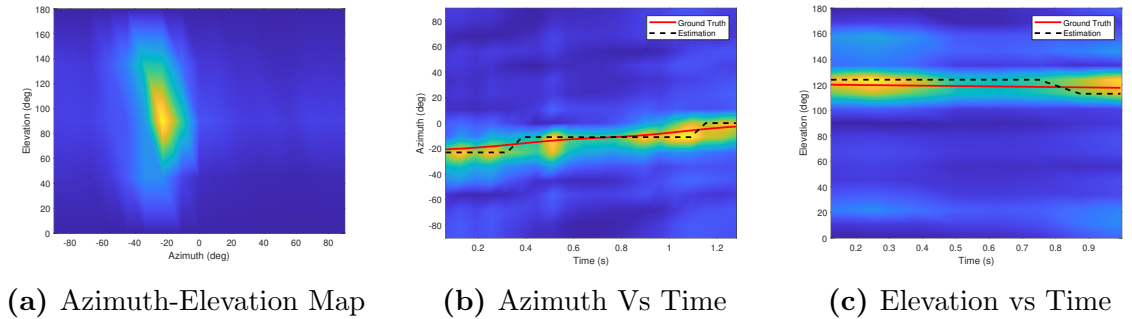 180
160
140
120
100
80
60
40
20
0
Elevation (deg)
-80 -60 -40 -20 0 20 40 60 80
Azimuth (deg)
(a) Azimuth-Elevation Map
80
60
40
20
0
-20
-40
-60
-80
Azimuth (deg)
Ground Truth
Estimation
0.2 0.4 0.6 0.8 1 1.2
Time (s)
(b) Azimuth Vs Time
180
160
140
120
100
80
60
40
20
0
Elevation (deg)
Ground Truth
Estimation
0.2 0.3 0.4 0.5 0.6 0.7 0.8 0.9
Time (s)
(c) Elevation vs Time